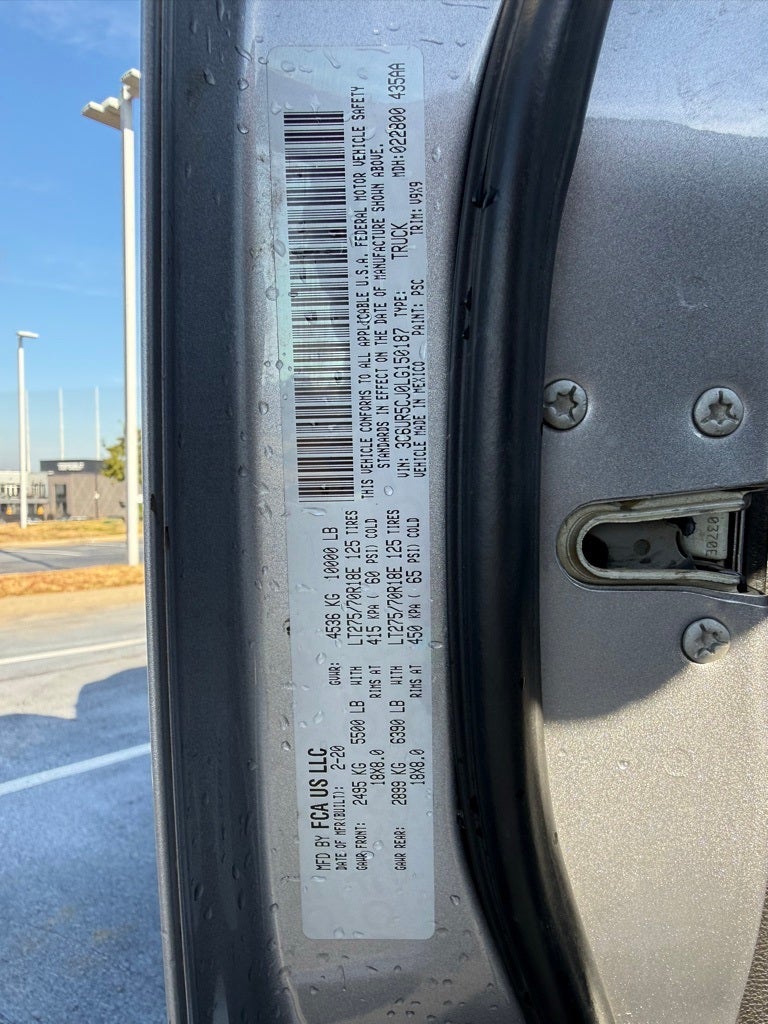 MFD BY FCA US LLC
DATE OF MFR(BUILT): 2-20 GVWR: 4536 KG 10000 LB
GAWR FRONT: 2495 KG 5500 LB WITH LT275/70R18E 125 TIRES
18X8.0 RIMS AT 415 KPA ( 60 PSI) COLD
GAWR REAR: 2899 KG 6390 LB WITH LT275/70R18E 125 TIRES
18X8.0 RIMS AT 450 KPA ( 65 PSI) COLD
THIS VEHICLE CONFORMS TO ALL APPLICABLE U.S.A. FEDERAL MOTOR VEHICLE SAFETY
STANDARDS IN EFFECT ON THE DATE OF MANUFACTURE SHOWN ABOVE.
VIN: 3C6UR5CJ0LG150187 TYPE: TRUCK MDH: 022800 435AA
VEHICLE MADE IN MEXICO PAINT: PSC TRIM: V9X9
0370E